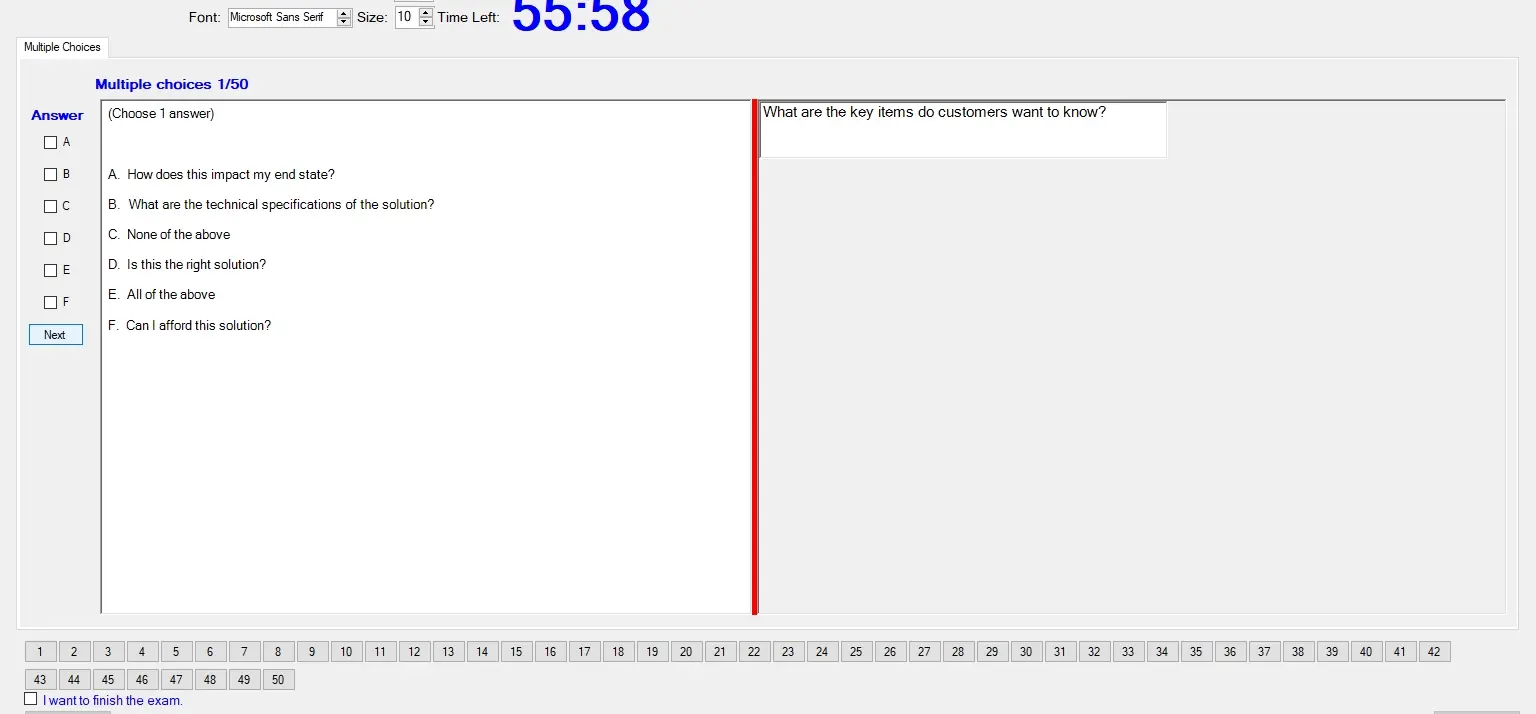 Font: Microsoft Sans Serif Size: 10 Time Left: 55:58
Multiple Choices
Multiple choices 1/50
Answer
A
B
C
D
E
F
Next
(Choose 1 answer)
A. How does this impact my end state?
B. What are the technical specifications of the solution?
C. None of the above
D. Is this the right solution?
E. All of the above
F. Can I afford this solution?
What are the key items do customers want to know?
1 2 3 4 5 6 7 8 9 10 11 12 13 14 15 16 17 18 19 20 21 22 23 24 25 26 27 28 29 30 31 32 33 34 35 36 37 38 39 40 41 42
43 44 45 46 47 48 49 50
I want to finish the exam.